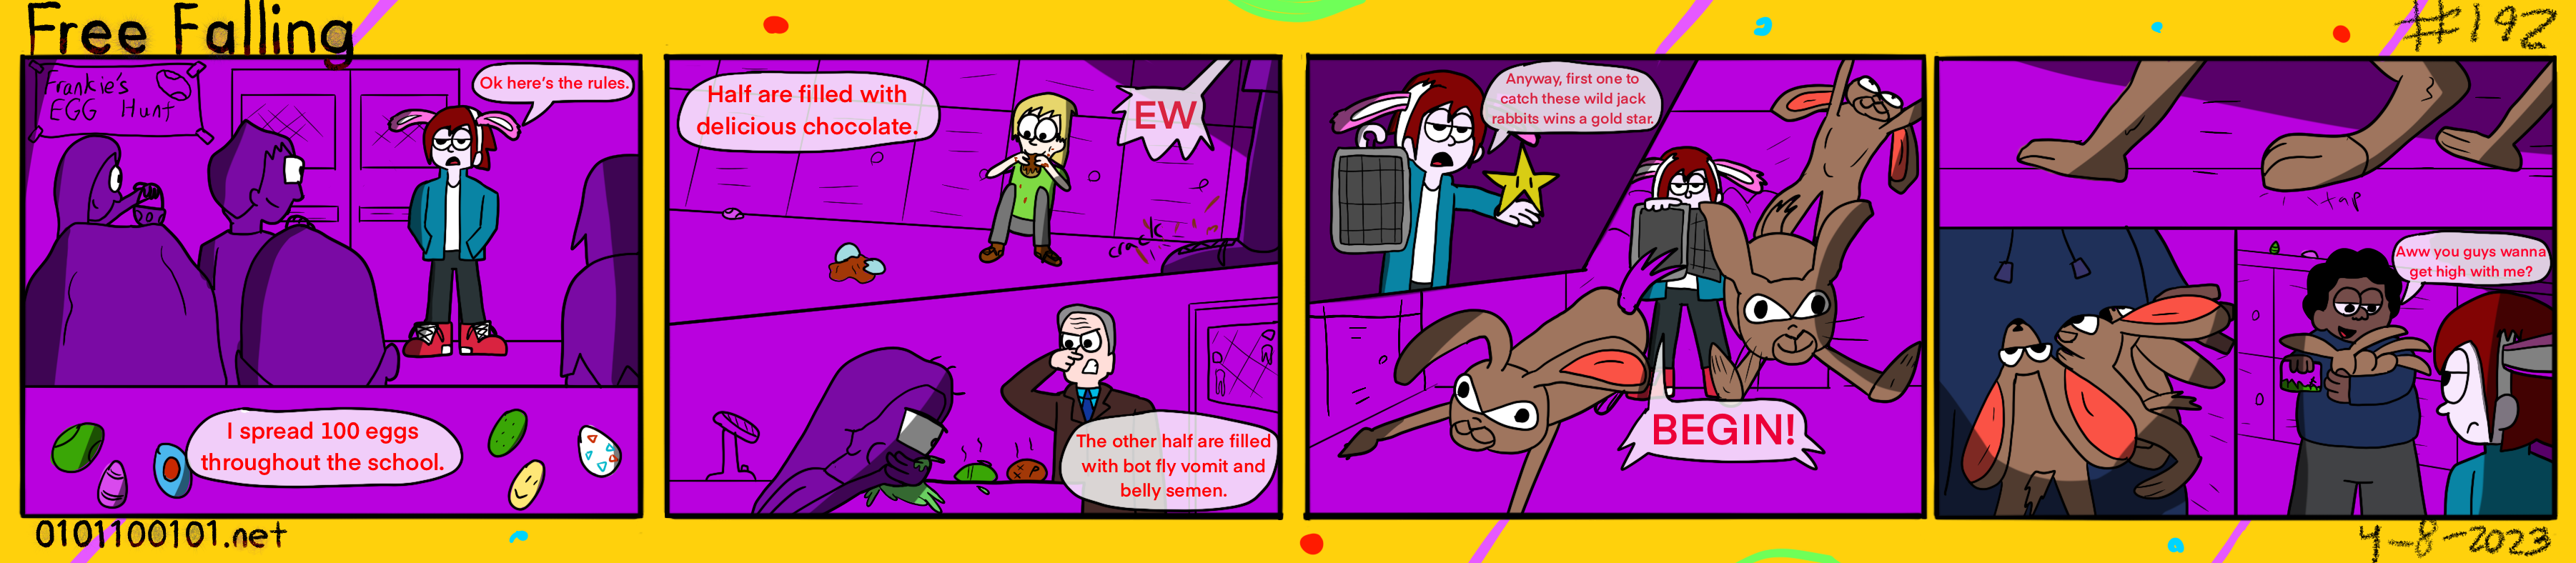 Free Falling
#192
Frankie's
EGG Hunt
Ok here's the rules.
I spread 100 eggs
throughout the school.
Half are filled with
delicious chocolate.
EW
crack
The other half are filled
with bot fly vomit and
belly semen.
Anyway, first one to
catch these wild jack
rabbits wins a gold star.
BEGIN!
tap
Aww you guys wanna
get high with me?
0101100101.net
4-8-2023